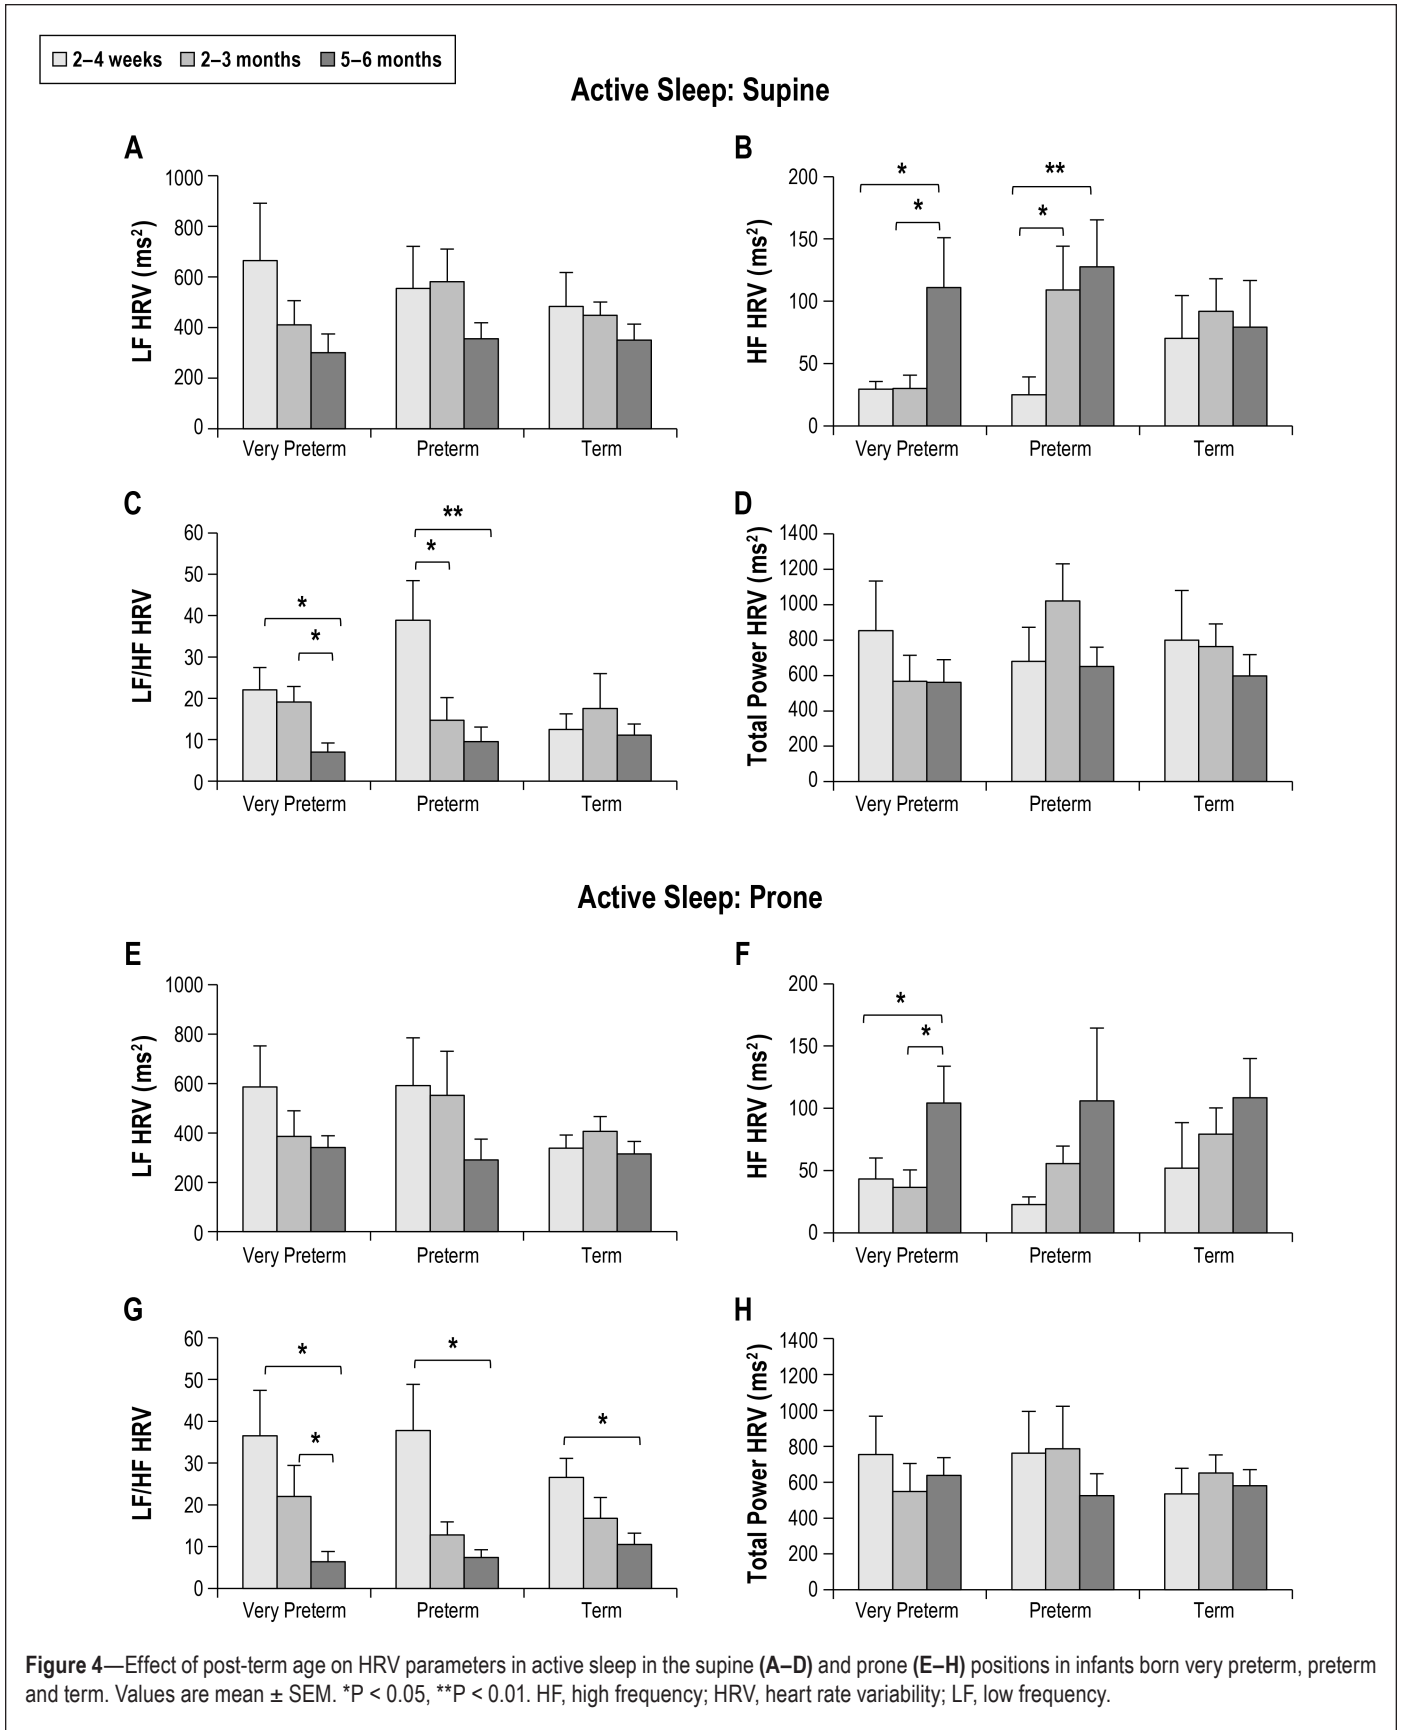 2–4 weeks 2–3 months 5–6 months
Active Sleep: Supine
A
LF HRV (ms²)
1000
800
600
400
200
0
Very Preterm Preterm Term
B
HF HRV (ms²)
200
150
100
50
0
* * * **
Very Preterm Preterm Term
C
LF/HF HRV
60
50
40
30
20
10
0
* * * **
Very Preterm Preterm Term
D
Total Power HRV (ms²)
1400
1200
1000
800
600
400
200
0
Very Preterm Preterm Term
Active Sleep: Prone
E
LF HRV (ms²)
1000
800
600
400
200
0
Very Preterm Preterm Term
F
HF HRV (ms²)
200
150
100
50
0
* *
Very Preterm Preterm Term
G
LF/HF HRV
60
50
40
30
20
10
0
* * * *
Very Preterm Preterm Term
H
Total Power HRV (ms²)
1400
1200
1000
800
600
400
200
0
Very Preterm Preterm Term
Figure 4—Effect of post-term age on HRV parameters in active sleep in the supine (A–D) and prone (E–H) positions in infants born very preterm, preterm
and term. Values are mean ± SEM. *P < 0.05, **P < 0.01. HF, high frequency; HRV, heart rate variability; LF, low frequency.